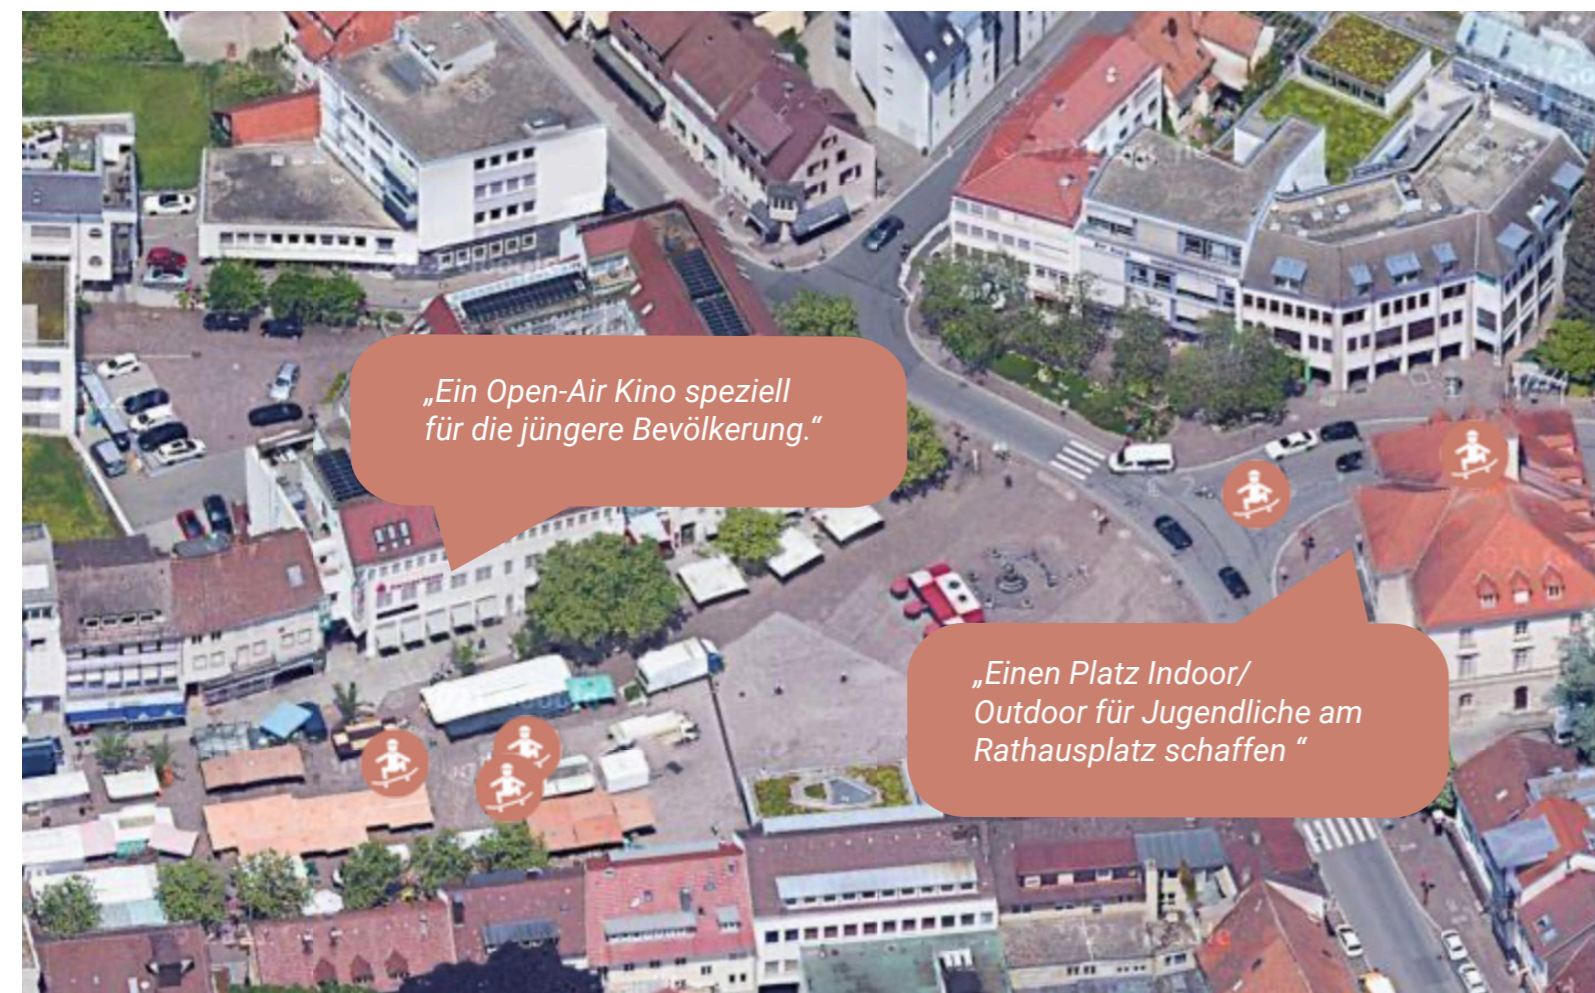 „Ein Open-Air Kino speziell
für die jüngere Bevölkerung.“
„Einen Platz Indoor/
Outdoor für Jugendliche am
Rathausplatz schaffen “